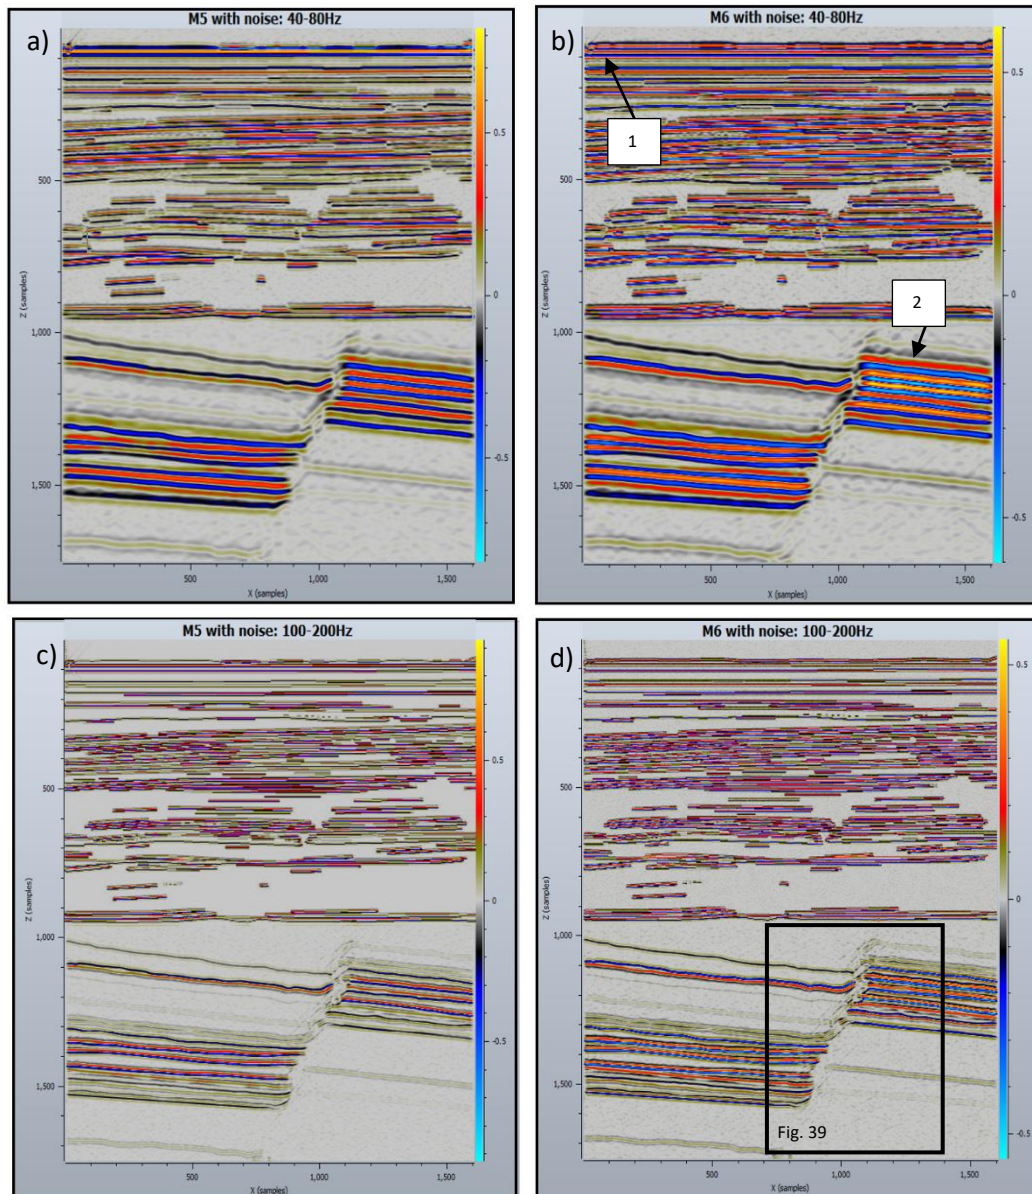 M5 with noise: 40-80Hz
a)
500
1,000
1,500
Z (samples)
500
1,000
1,500
X (samples)
0.5
0
-0.5
M6 with noise: 40-80Hz
b)
1
2
500
1,000
1,500
Z (samples)
500
1,000
1,500
X (samples)
0.5
0
-0.5
M5 with noise: 100-200Hz
c)
500
1,000
1,500
Z (samples)
500
1,000
1,500
X (samples)
0.5
0
-0.5
M6 with noise: 100-200Hz
d)
500
1,000
1,500
Z (samples)
Fig. 39
500
1,000
1,500
X (samples)
0.5
0
-0.5